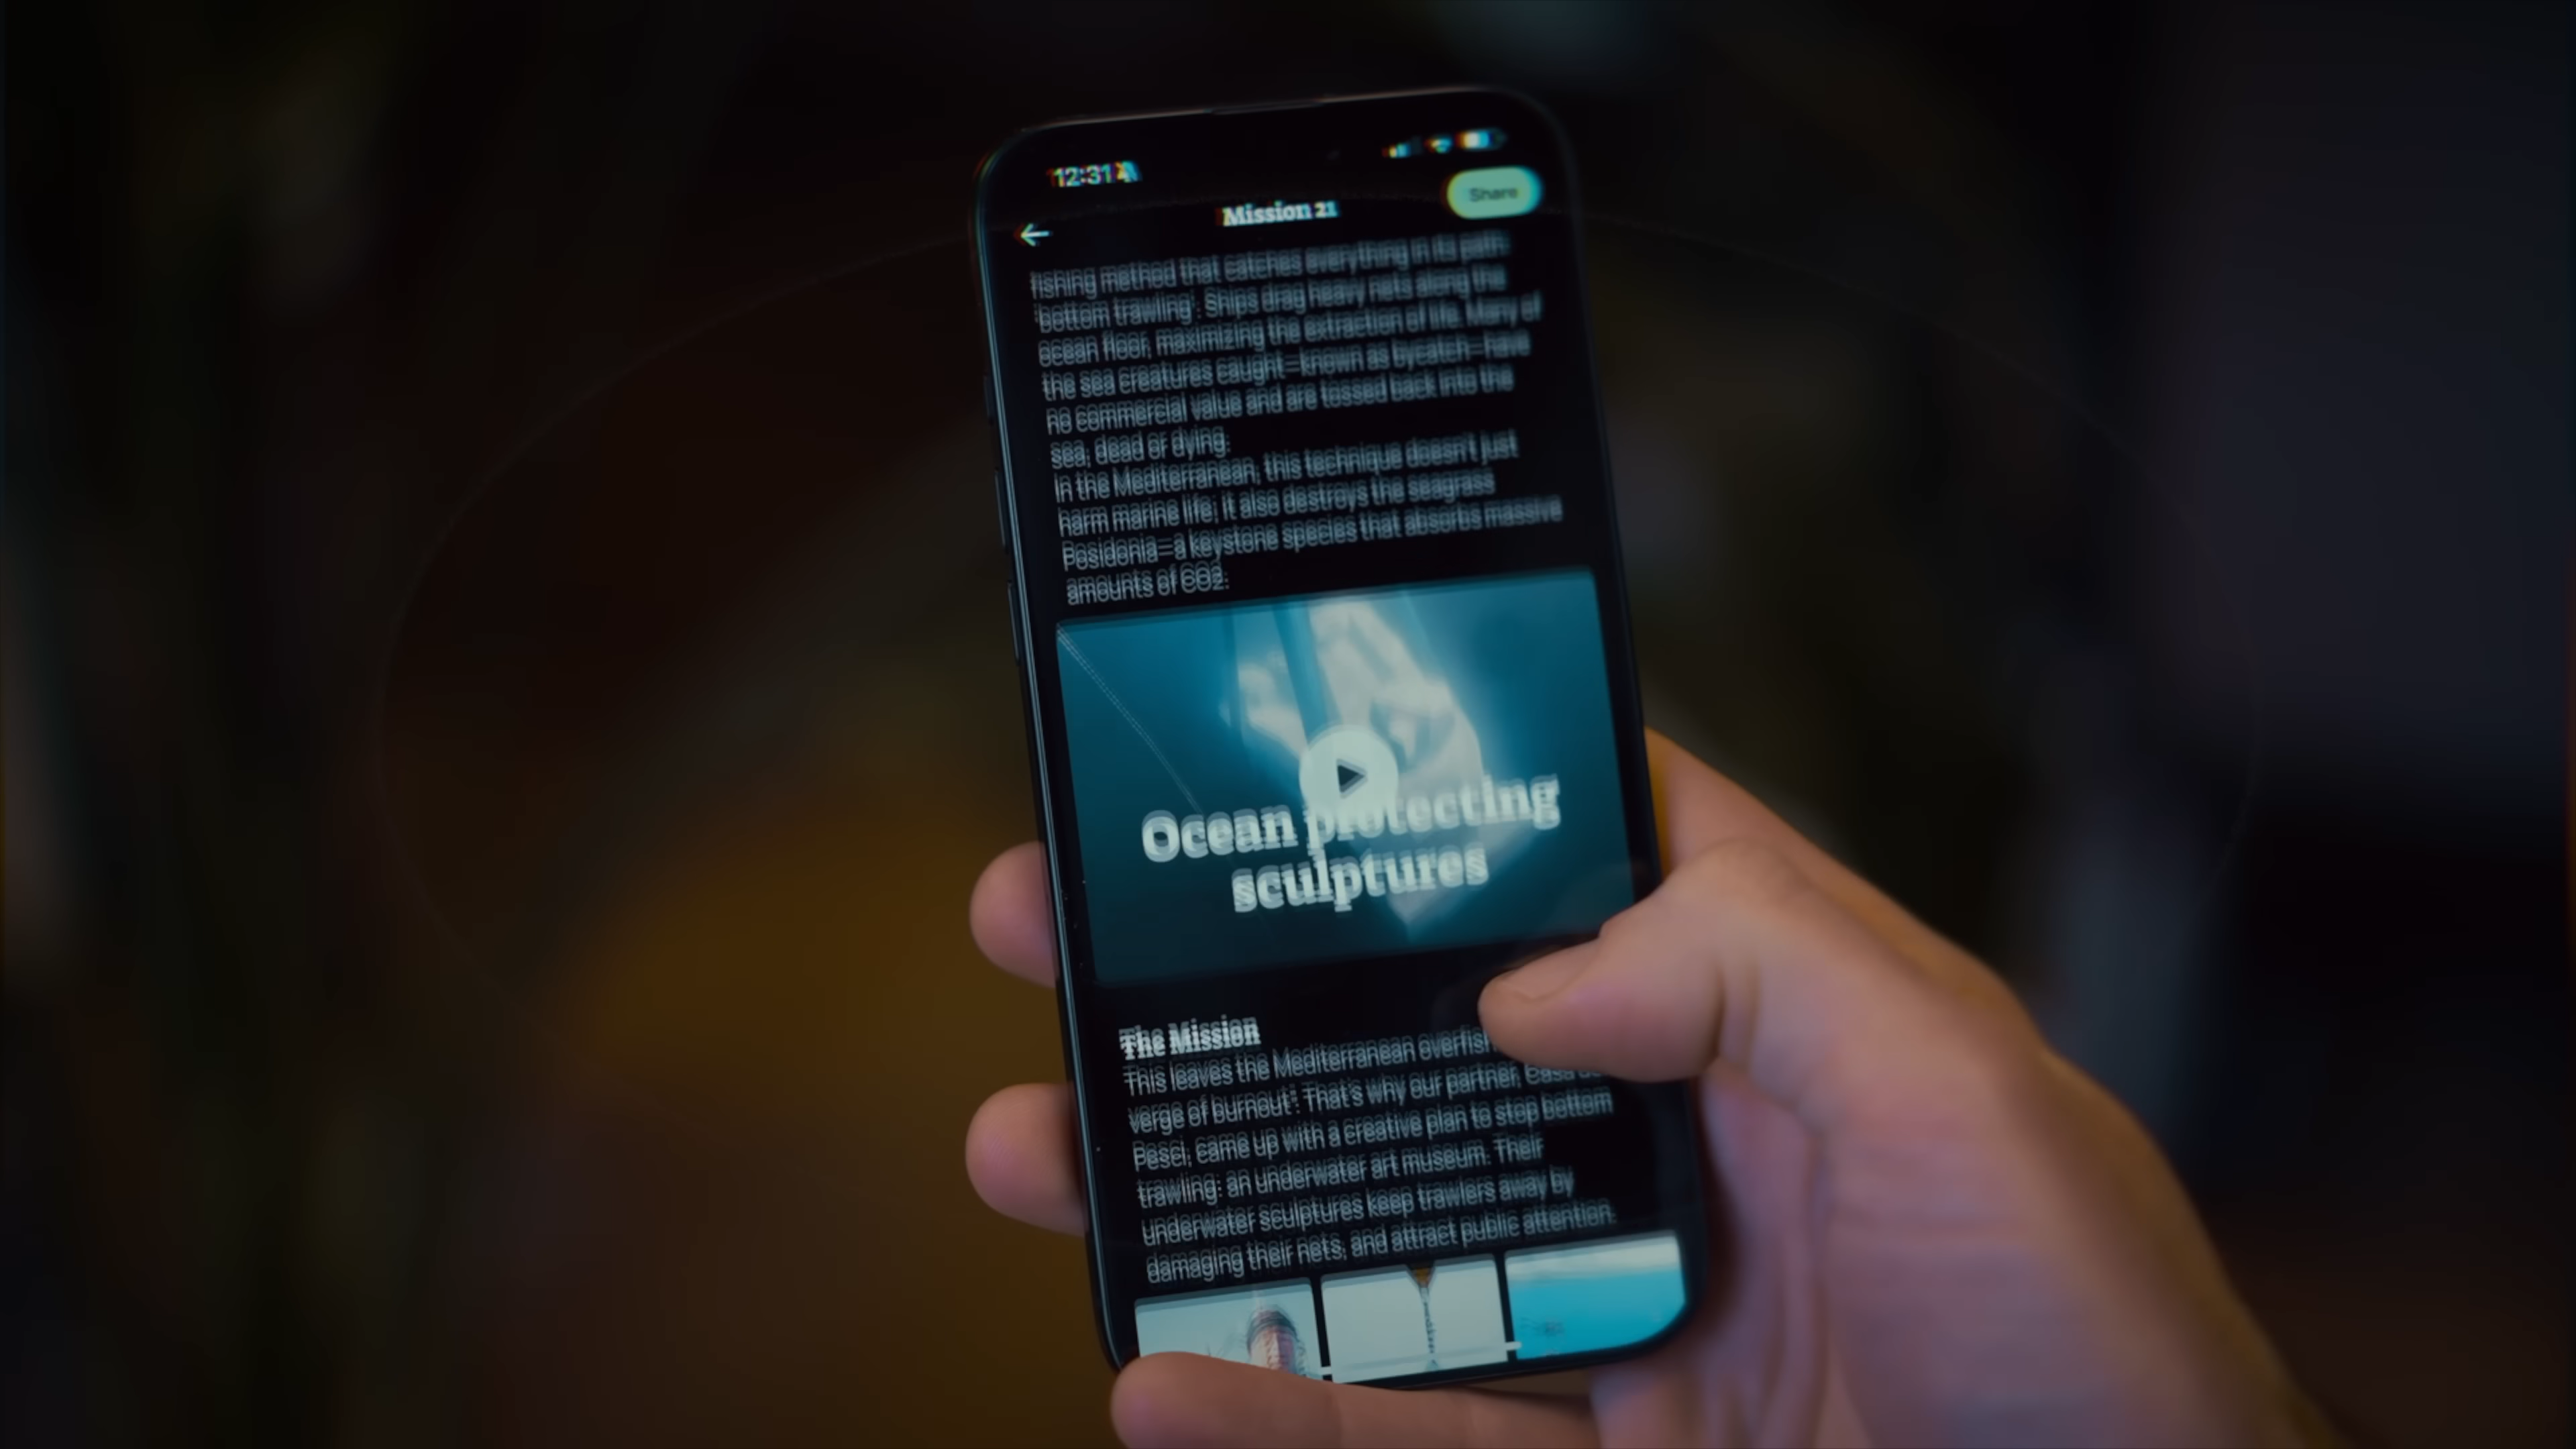 12:31
Mission 21
Share
fishing method that catches everything in its path:
'bottom trawling'. Ships drag heavy nets along the
ocean floor, maximizing the extraction of life. Many of
the sea creatures caught—known as bycatch—have
no commercial value and are tossed back into the
sea, dead or dying.
In the Mediterranean, this technique doesn't just
harm marine life; it also destroys the seagrass
Posidonia—a keystone species that absorbs massive
amounts of CO2.
Ocean protecting
sculptures
The Mission
This leaves the Mediterranean
verge of burnout". That's why our partner, Casa
Pesci, came up with a creative plan to stop bottom
trawling: an underwater art museum. Their
underwater sculptures keep trawlers away by
damaging their nets, and attract public attention.